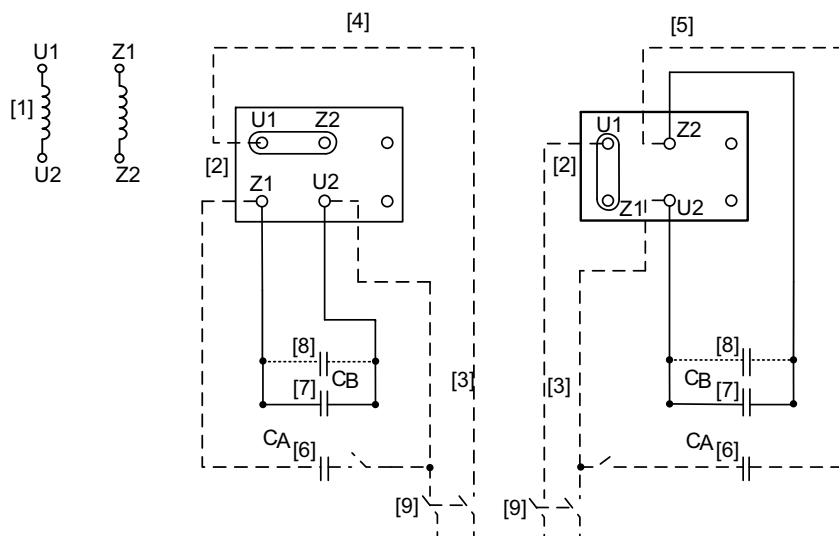 [4]
[5]
U1
Z1
[1]
U2
Z2
U1
Z2
[2]
Z1
U2
[8]
CB
[7]
[3]
CA
[6]
[9]
U1
Z2
[2]
Z1
U2
[8]
CB
[7]
[3]
CA
[6]
[9]